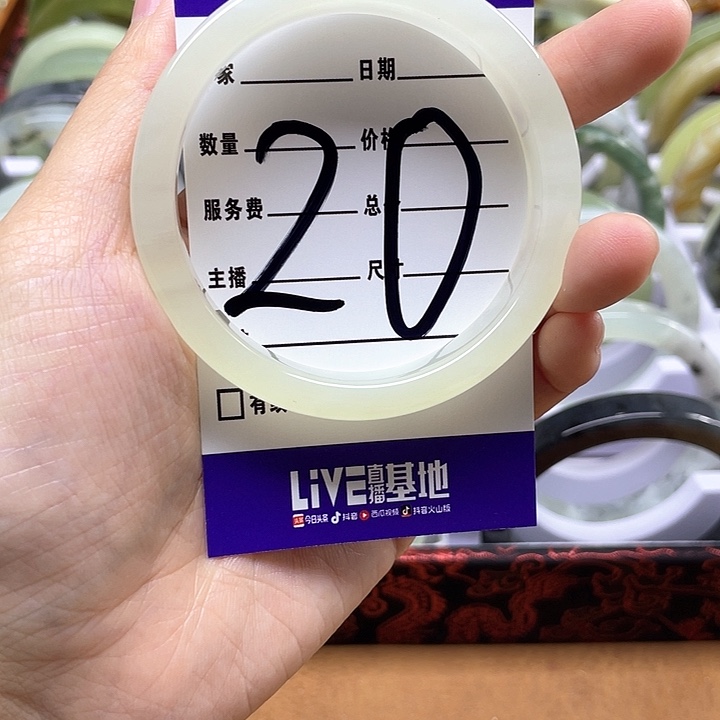 家 日期
数量 价格
20
服务费 总
主播 尺寸
有
LiVE直播基地
今日头条 抖音 西瓜视频 抖音火山版